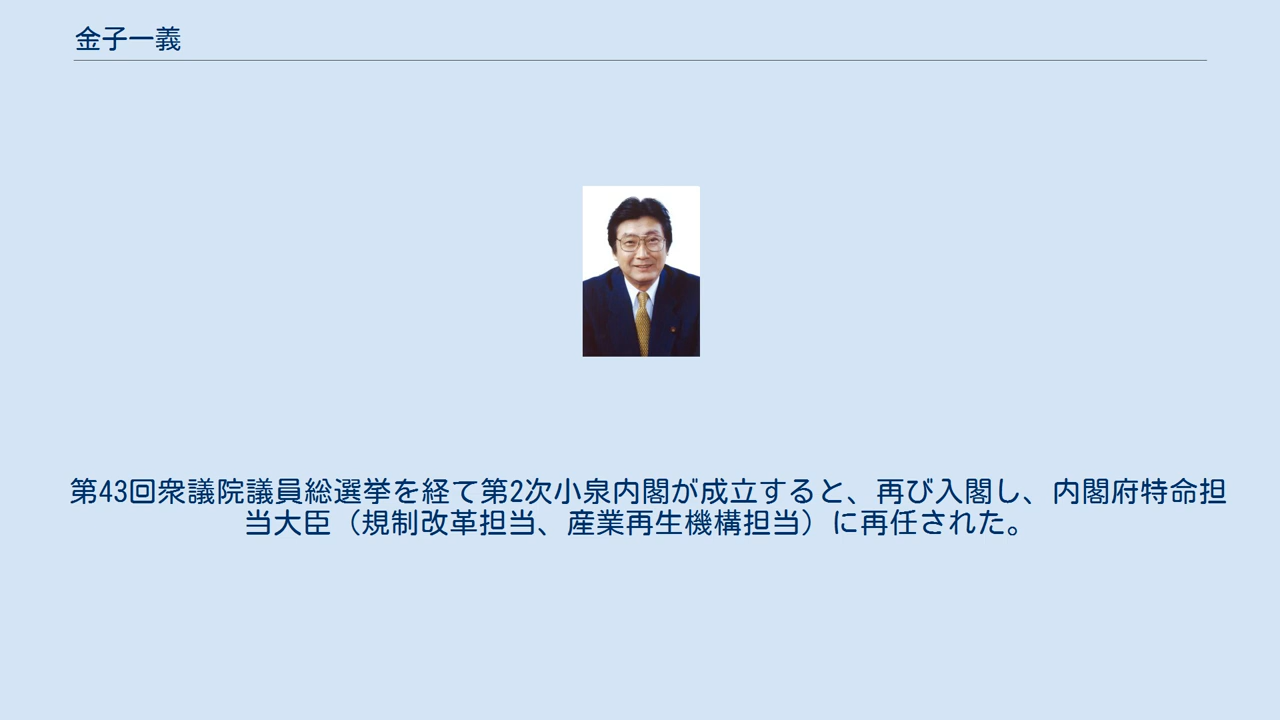 金子一義
第43回衆議院議員総選挙を経て第2次小泉内閣が成立すると、再び入閣し、内閣府特命担
当大臣（規制改革担当、産業再生機構担当）に再任された。